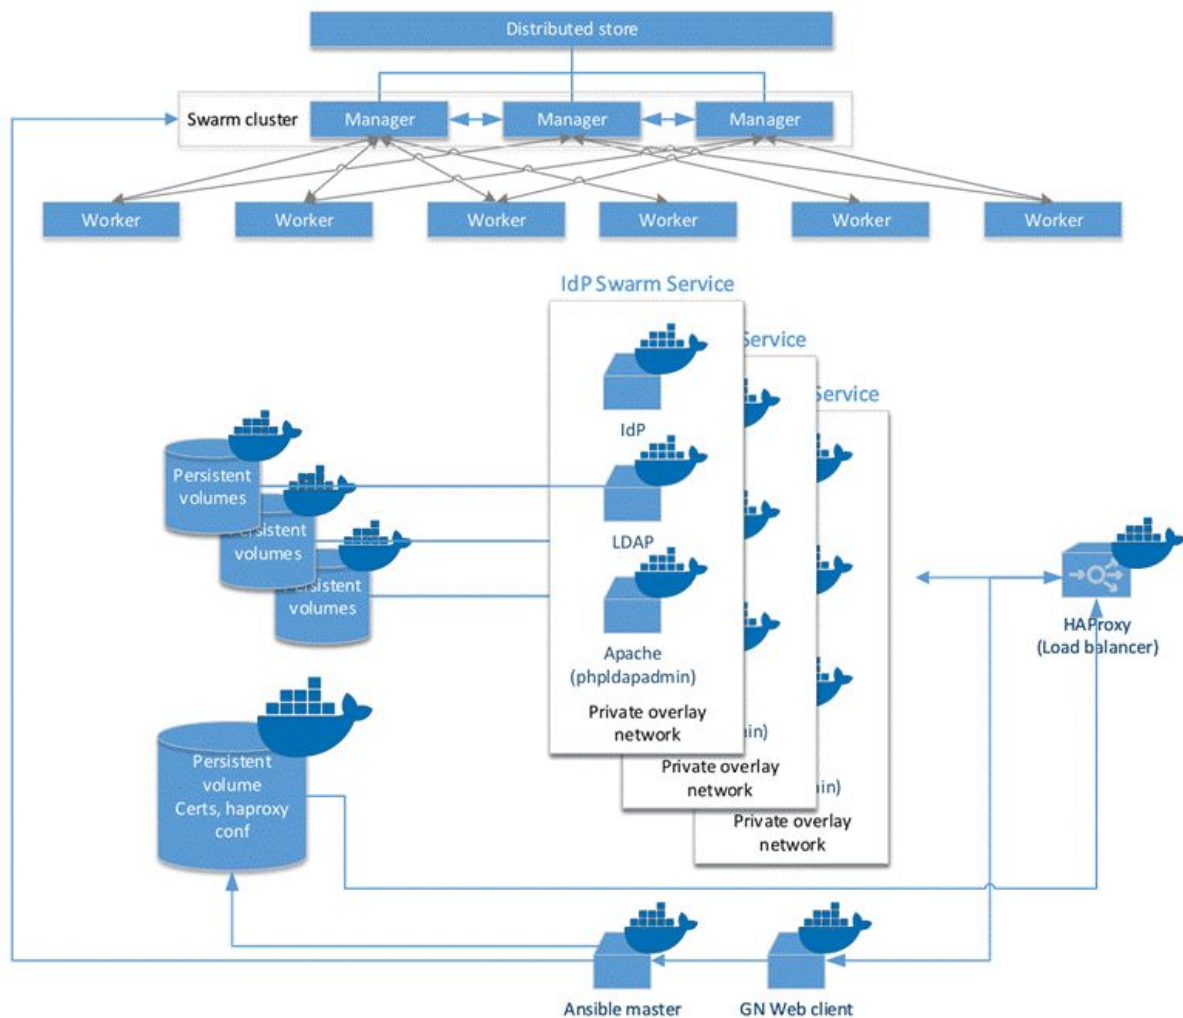 Distributed store
Swarm cluster
Manager
Manager
Manager
Worker
Worker
Worker
Worker
Worker
Worker
IdP Swarm Service
Service
Service
IdP
LDAP
Apache
(phpldapadmin)
Private overlay
network
Private overlay
network
Private overlay
network
Persistent
volumes
Persistent
volumes
Persistent
volumes
HAProxy
(Load balancer)
Persistent
volume
Certs, haproxy
conf
Ansible master
GN Web client